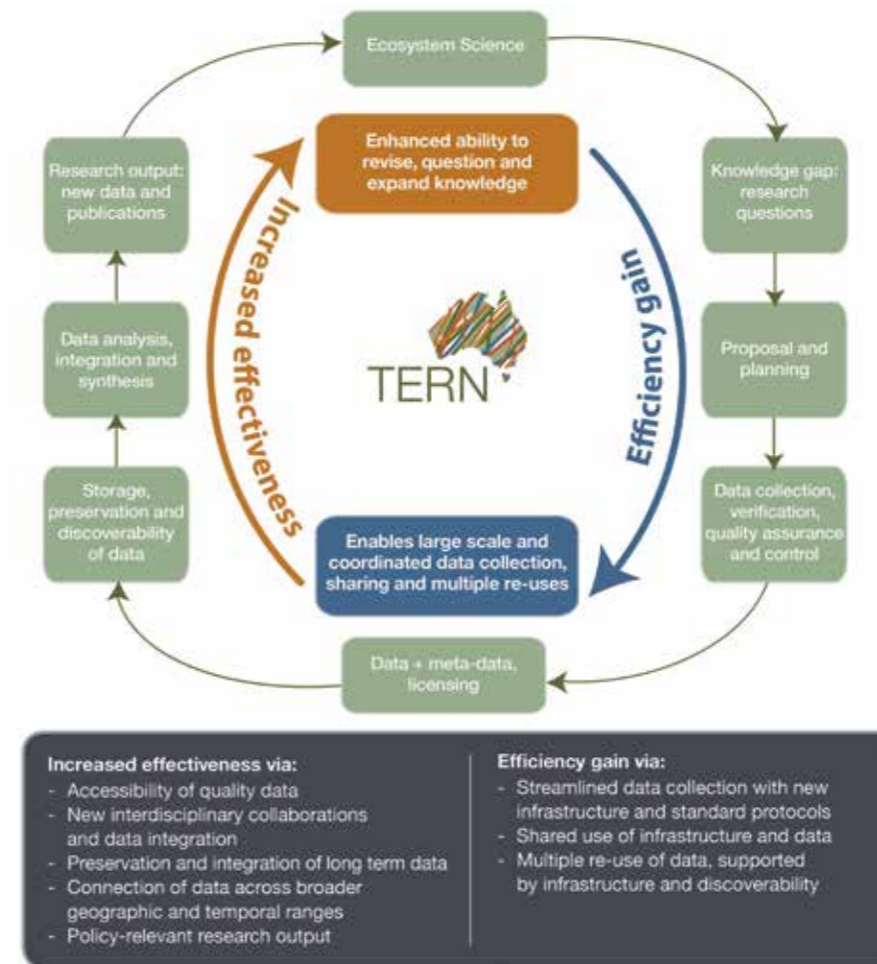 Ecosystem Science
Enhanced ability to
revise, question and
expand knowledge
Research output:
new data and
publications
Knowledge gap:
research
questions
Increased effectiveness
Efficiency gain
Data analysis,
integration and
synthesis
TERN
Proposal and
planning
Storage,
preservation and
discoverability
of data
Enables large scale and
coordinated data collection,
sharing and multiple re-uses
Data collection,
verification,
quality assurance
and control
Data + meta-data,
licensing
Increased effectiveness via:
- Accessibility of quality data
- New interdisciplinary collaborations
and data integration
- Preservation and integration of long term data
- Connection of data across broader
geographic and temporal ranges
- Policy-relevant research output
Efficiency gain via:
- Streamlined data collection with new
infrastructure and standard protocols
- Shared use of infrastructure and data
- Multiple re-use of data, supported
by infrastructure and discoverability